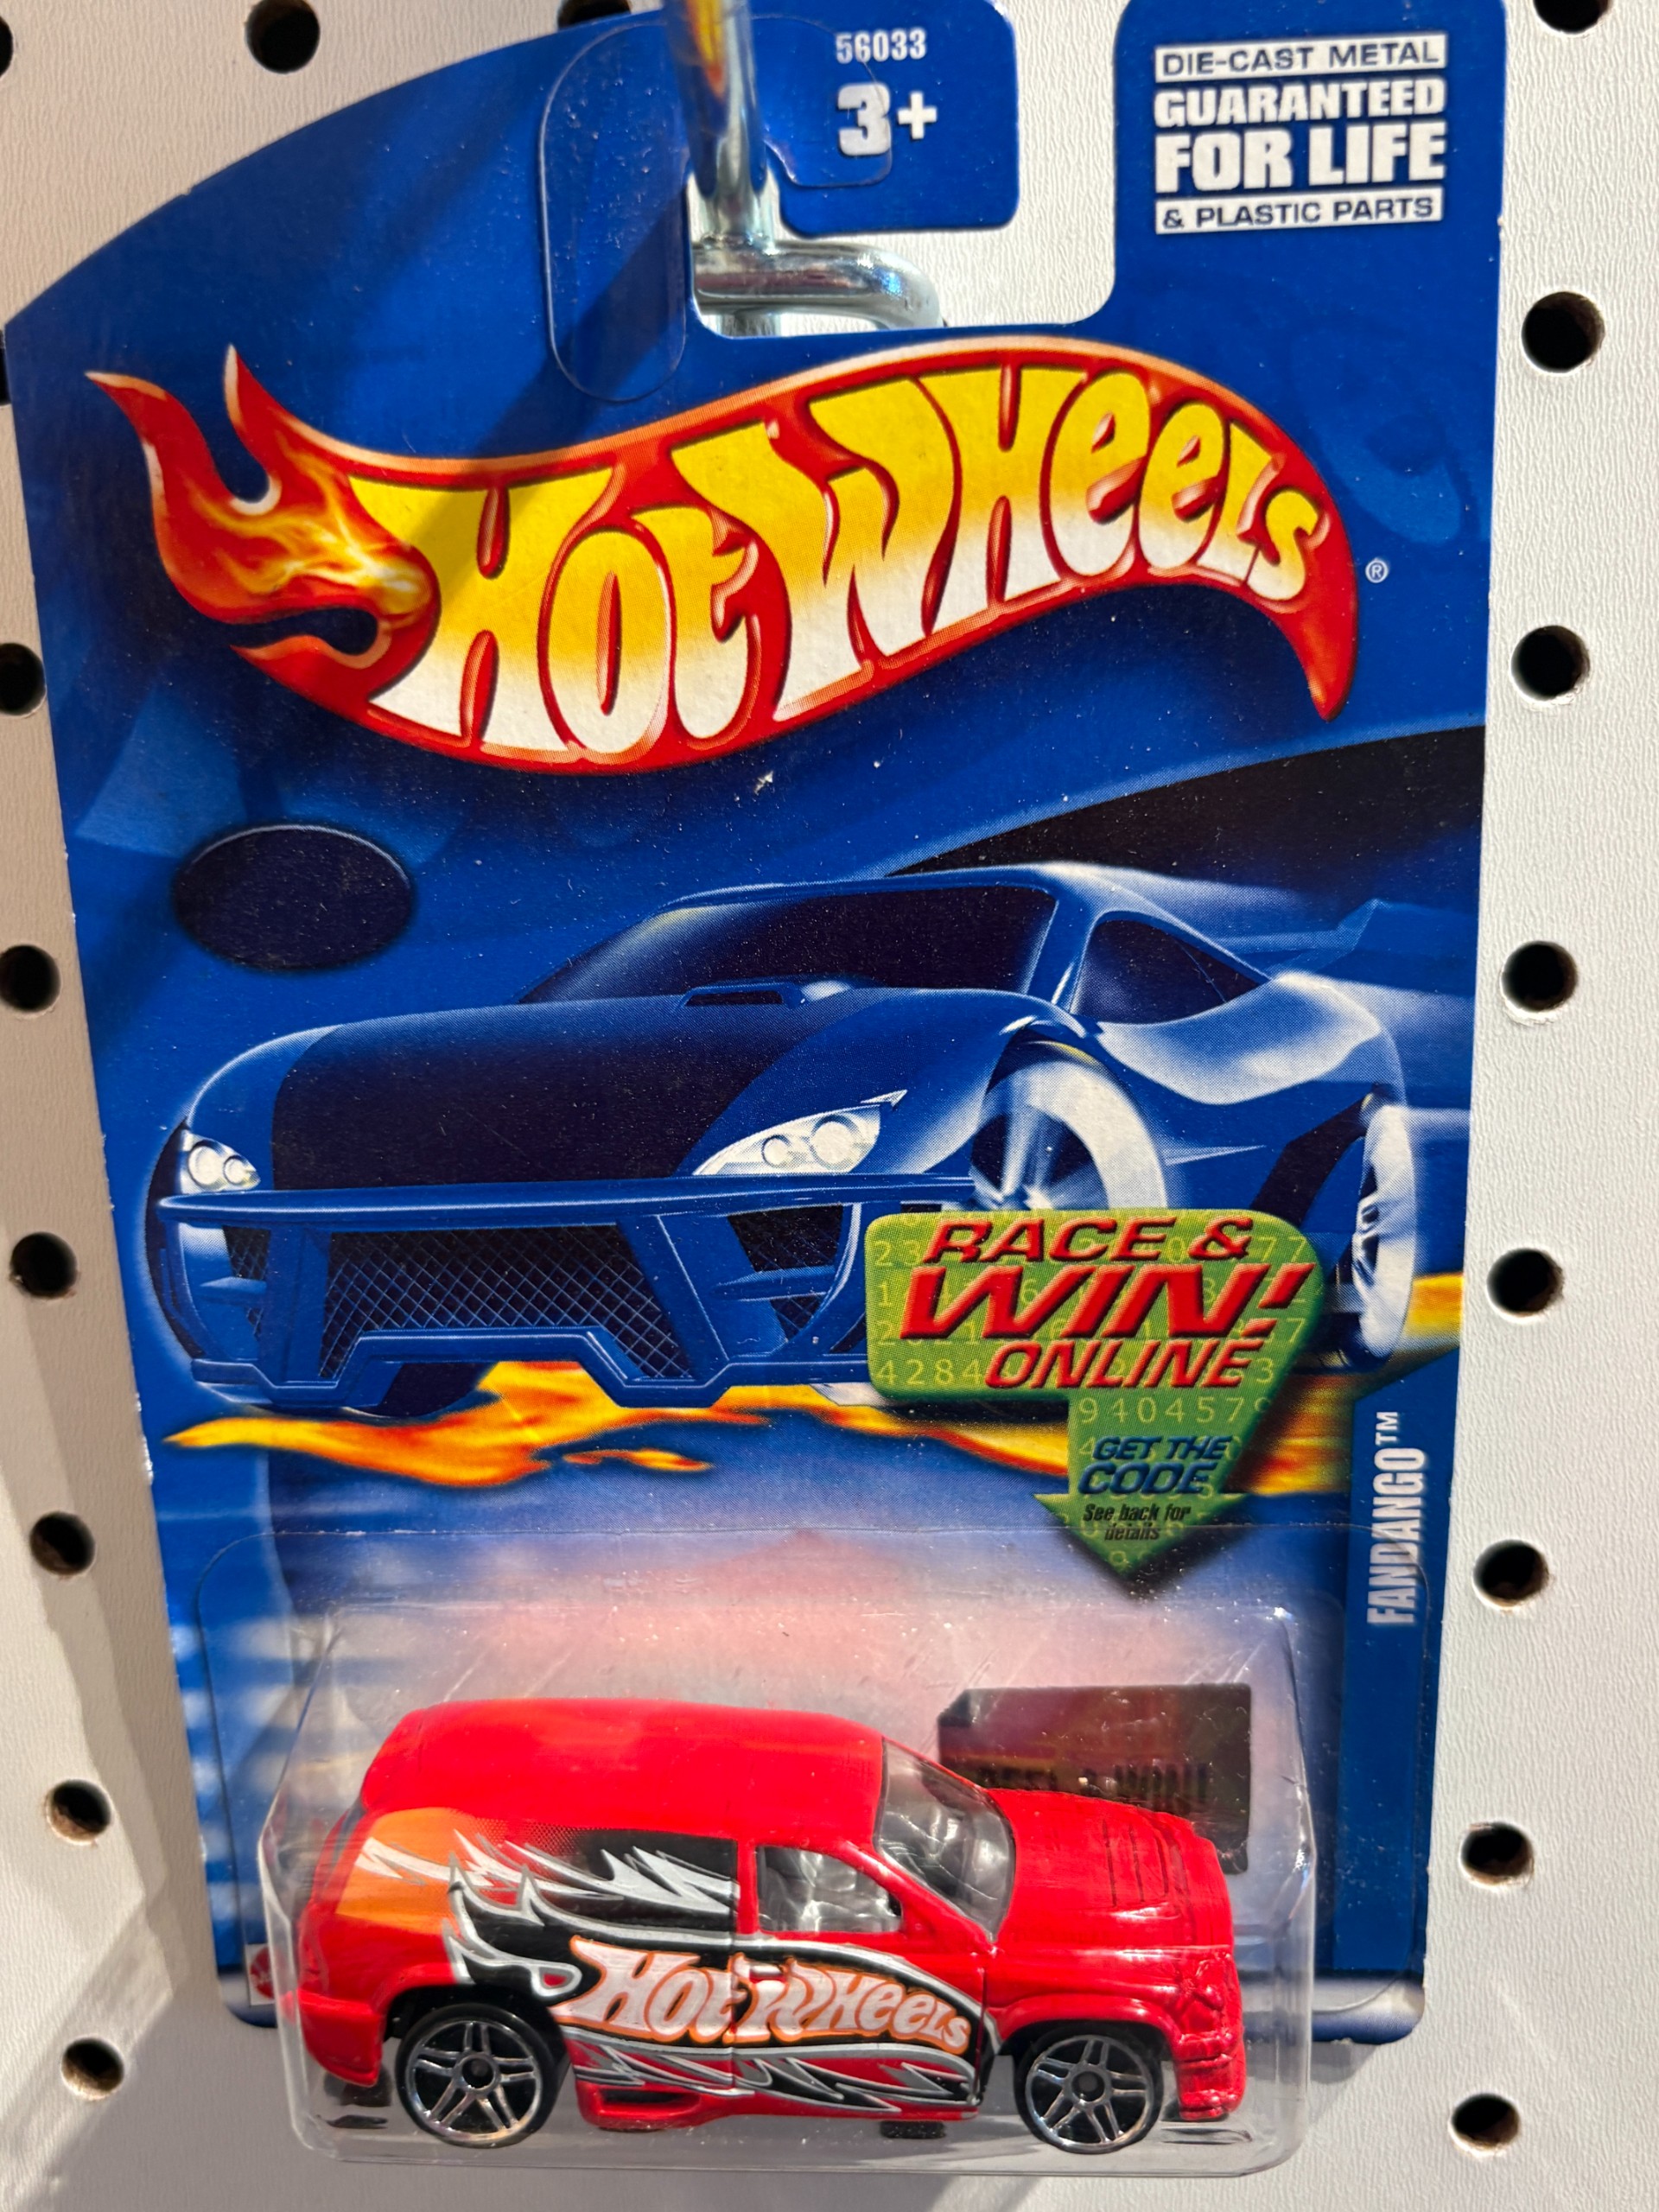 56033
3+
DIE-CAST METAL
GUARANTEED
FOR LIFE
& PLASTIC PARTS
HOT WHEELS
®
RACE &
WIN!
ONLINE
GET THE
CODE
See back for
details
FANDANGO™
& WIN!
HOT WHEELS